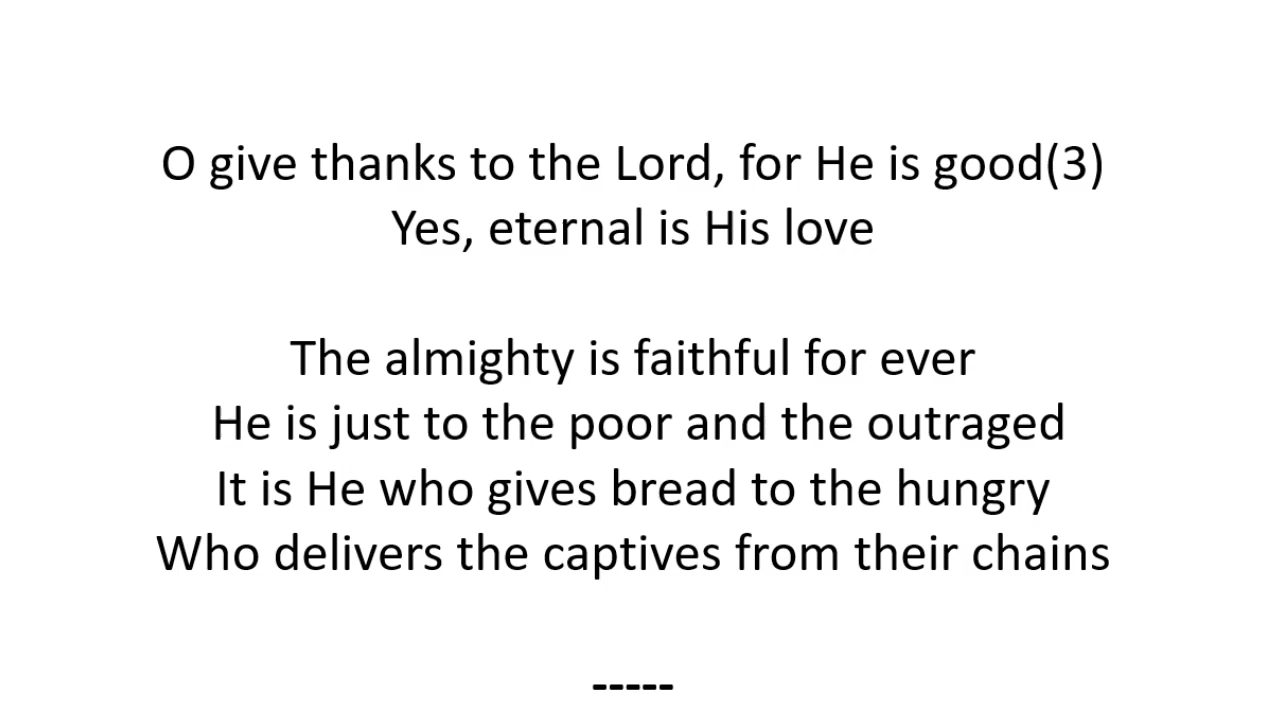 O give thanks to the Lord, for He is good(3)
Yes, eternal is His love
The almighty is faithful for ever
He is just to the poor and the outraged
It is He who gives bread to the hungry
Who delivers the captives from their chains
-----